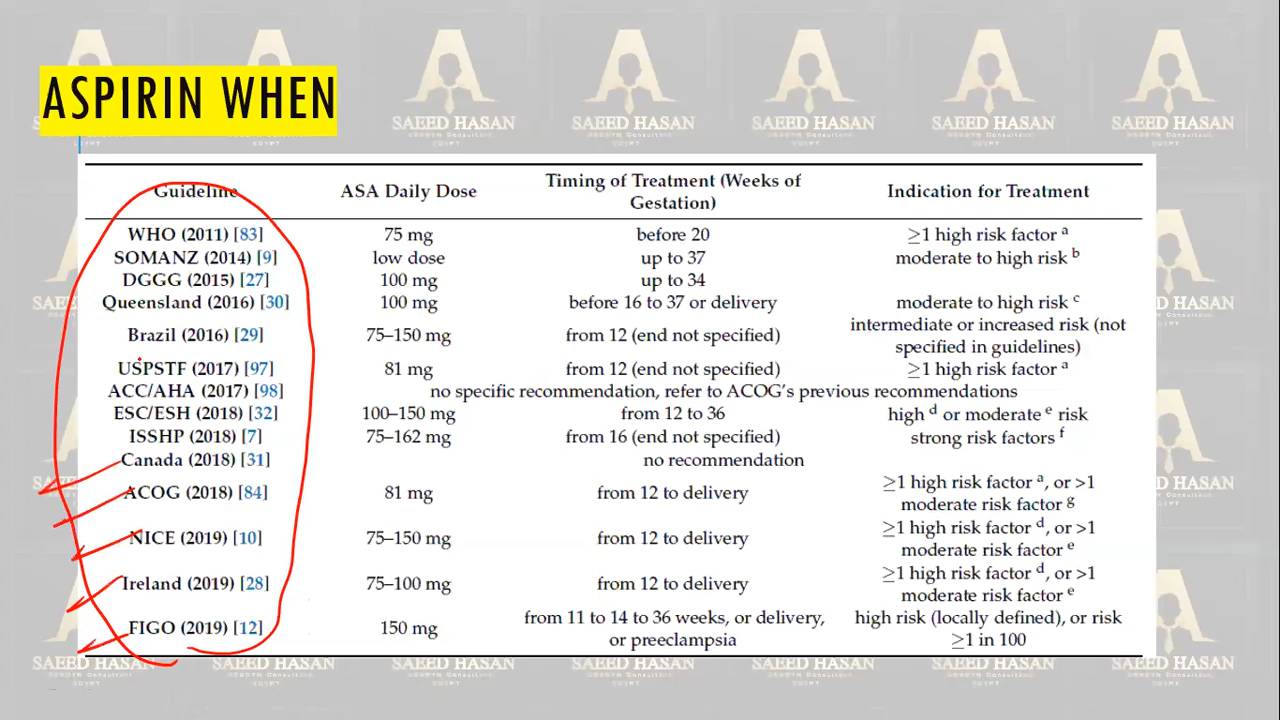 ASPIRIN WHEN
Guideline ASA Daily Dose Timing of Treatment (Weeks of Gestation) Indication for Treatment
WHO (2011) [83] 75 mg before 20 ≥1 high risk factor a
SOMANZ (2014) [9] low dose up to 37 moderate to high risk b
DGGG (2015) [27] 100 mg up to 34
Queensland (2016) [30] 100 mg before 16 to 37 or delivery moderate to high risk c
Brazil (2016) [29] 75–150 mg from 12 (end not specified) intermediate or increased risk (not specified in guidelines)
USPSTF (2017) [97] 81 mg from 12 (end not specified) ≥1 high risk factor a
ACC/AHA (2017) [98] no specific recommendation, refer to ACOG's previous recommendations
ESC/ESH (2018) [32] 100–150 mg from 12 to 36 high d or moderate e risk
ISSHP (2018) [7] 75–162 mg from 16 (end not specified) strong risk factors f
Canada (2018) [31] no recommendation
ACOG (2018) [84] 81 mg from 12 to delivery ≥1 high risk factor a, or >1 moderate risk factor g
NICE (2019) [10] 75–150 mg from 12 to delivery ≥1 high risk factor d, or >1 moderate risk factor e
Ireland (2019) [28] 75–100 mg from 12 to delivery ≥1 high risk factor d, or >1 moderate risk factor e
FIGO (2019) [12] 150 mg from 11 to 14 to 36 weeks, or delivery, or preeclampsia high risk (locally defined), or risk ≥1 in 100
SAEED HASAN
EGYPT